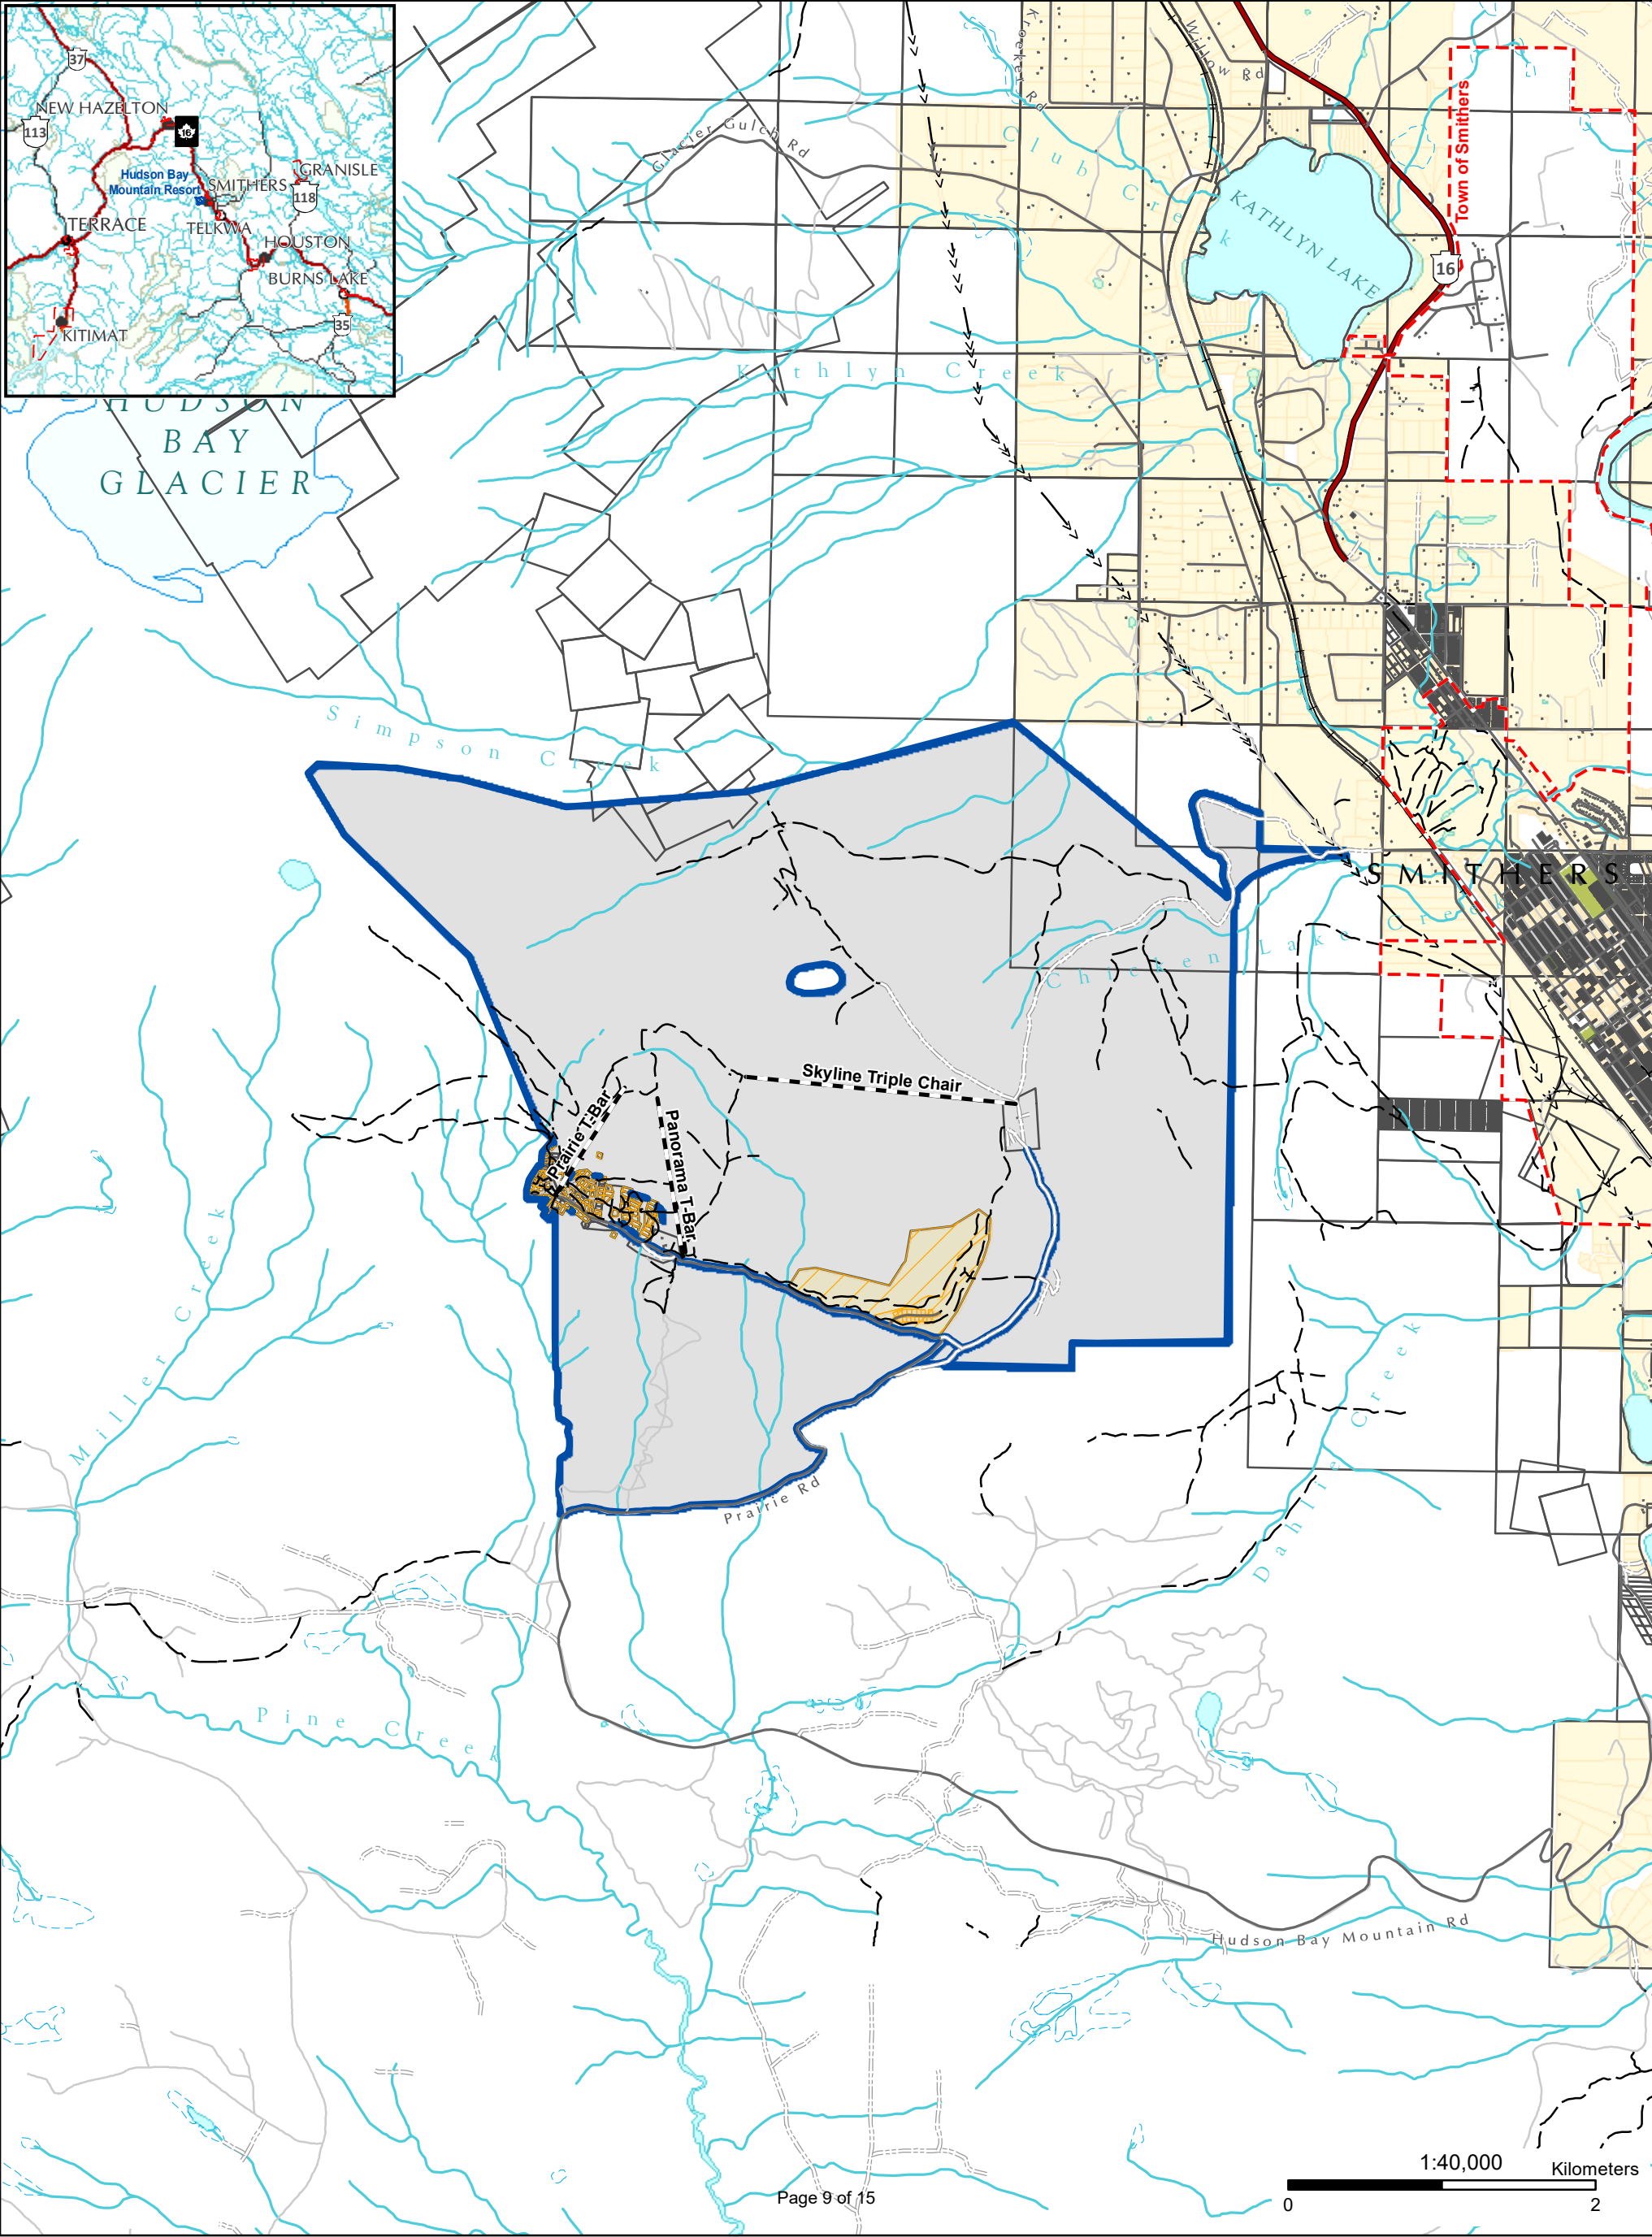 37
NEW HAZELTON
16
113
Hudson Bay
Mountain Resort
SMITHERS
GRANISLE
118
TERRACE
TELKWA
HOUSTON
BURNS LAKE
35
KITIMAT
HUDSON
BAY
GLACIER
Kroeker Rd
Willow Rd
Glacier Gulch Rd
Club Creek
KATHLYN LAKE
Town of Smithers
16
Kathlyn Creek
Simpson Creek
SMITHERS
Chicken Lake Creek
Skyline Triple Chair
Prairie T-Bar
Panorama T-Bar
Miller Creek
Prairie Rd
Dahlie Creek
Pine Creek
Hudson Bay Mountain Rd
1:40,000
Kilometers
0
2
Page 9 of 15